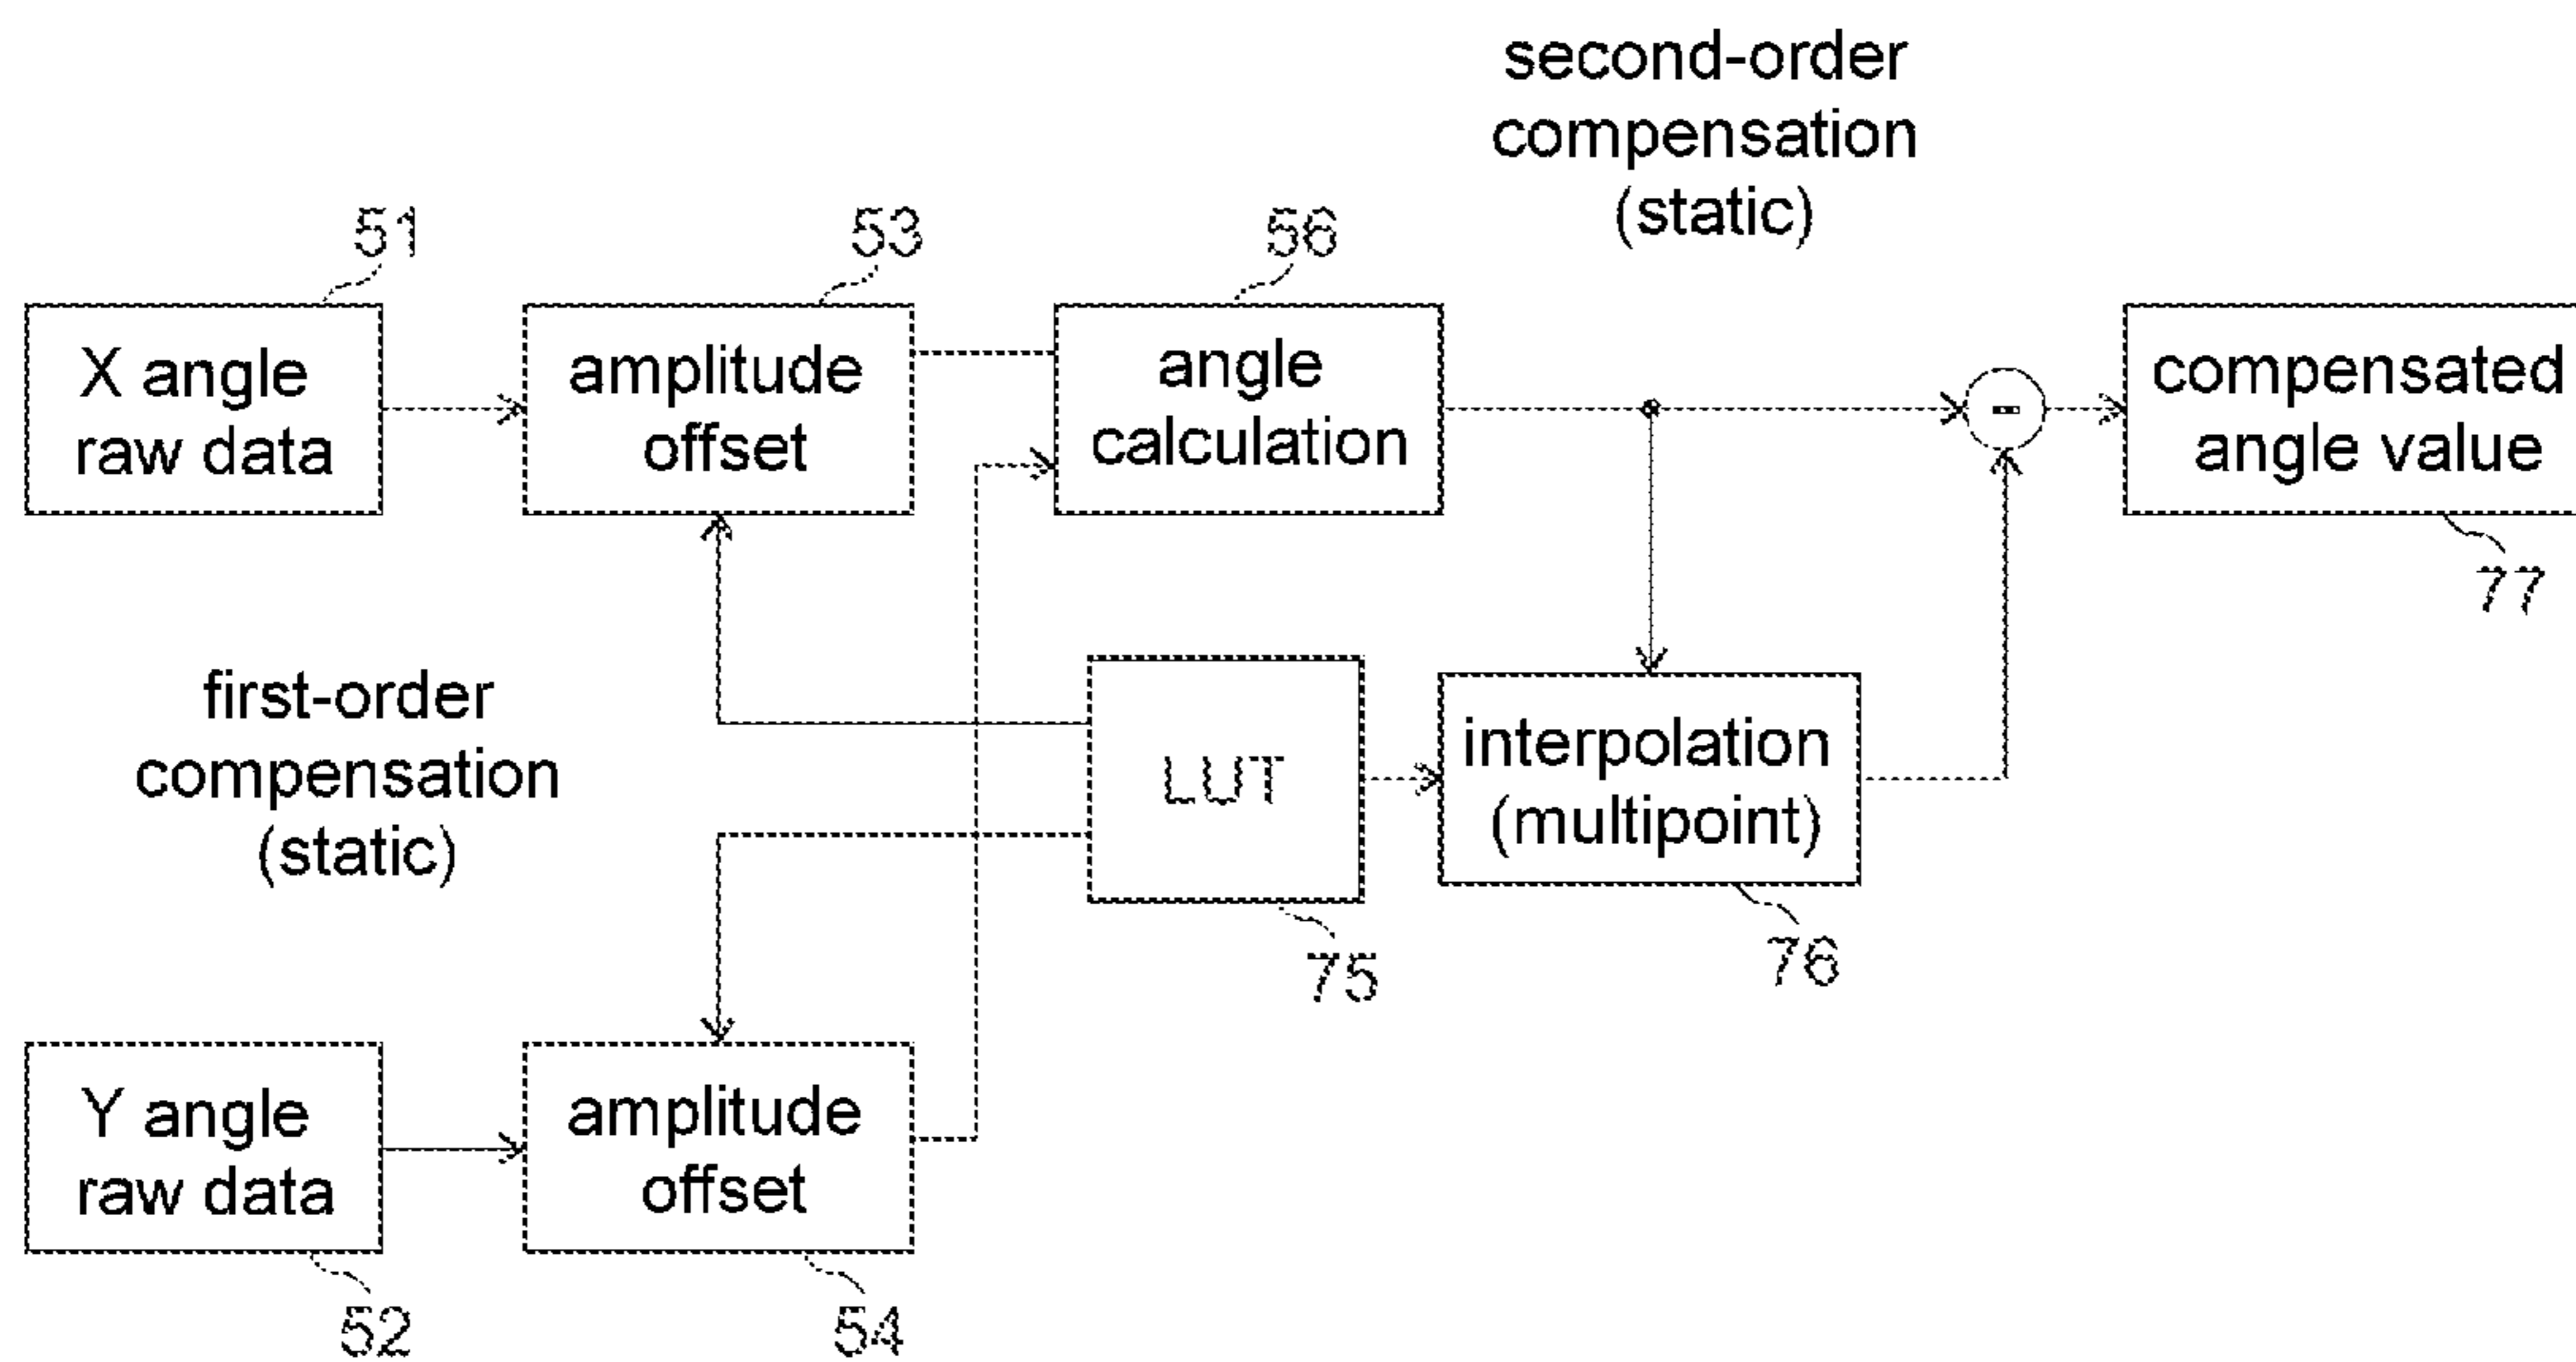 second-order
compensation
(static)
51
53
56
X angle
raw data
amplitude
offset
angle
calculation
-
compensated
angle value
77
first-order
compensation
(static)
LUT
interpolation
(multipoint)
75
76
Y angle
raw data
amplitude
offset
52
54